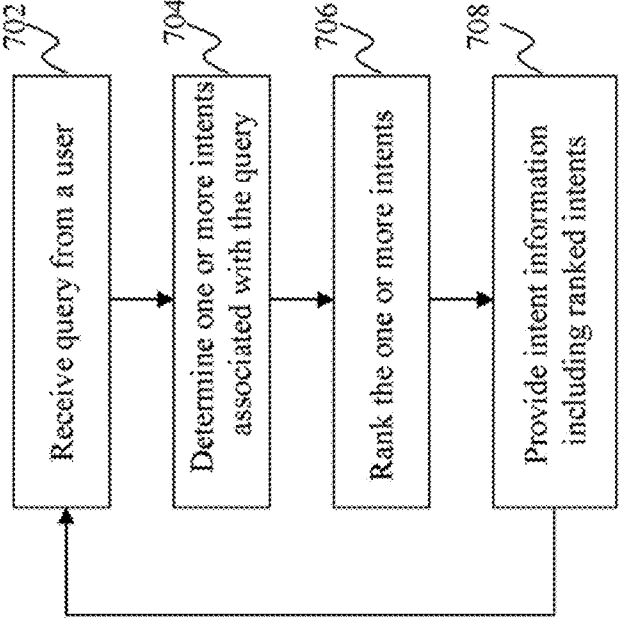 702
Receive query from a user
704
Determine one or more intents
associated with the query
706
Rank the one or more intents
708
Provide intent information
including ranked intents